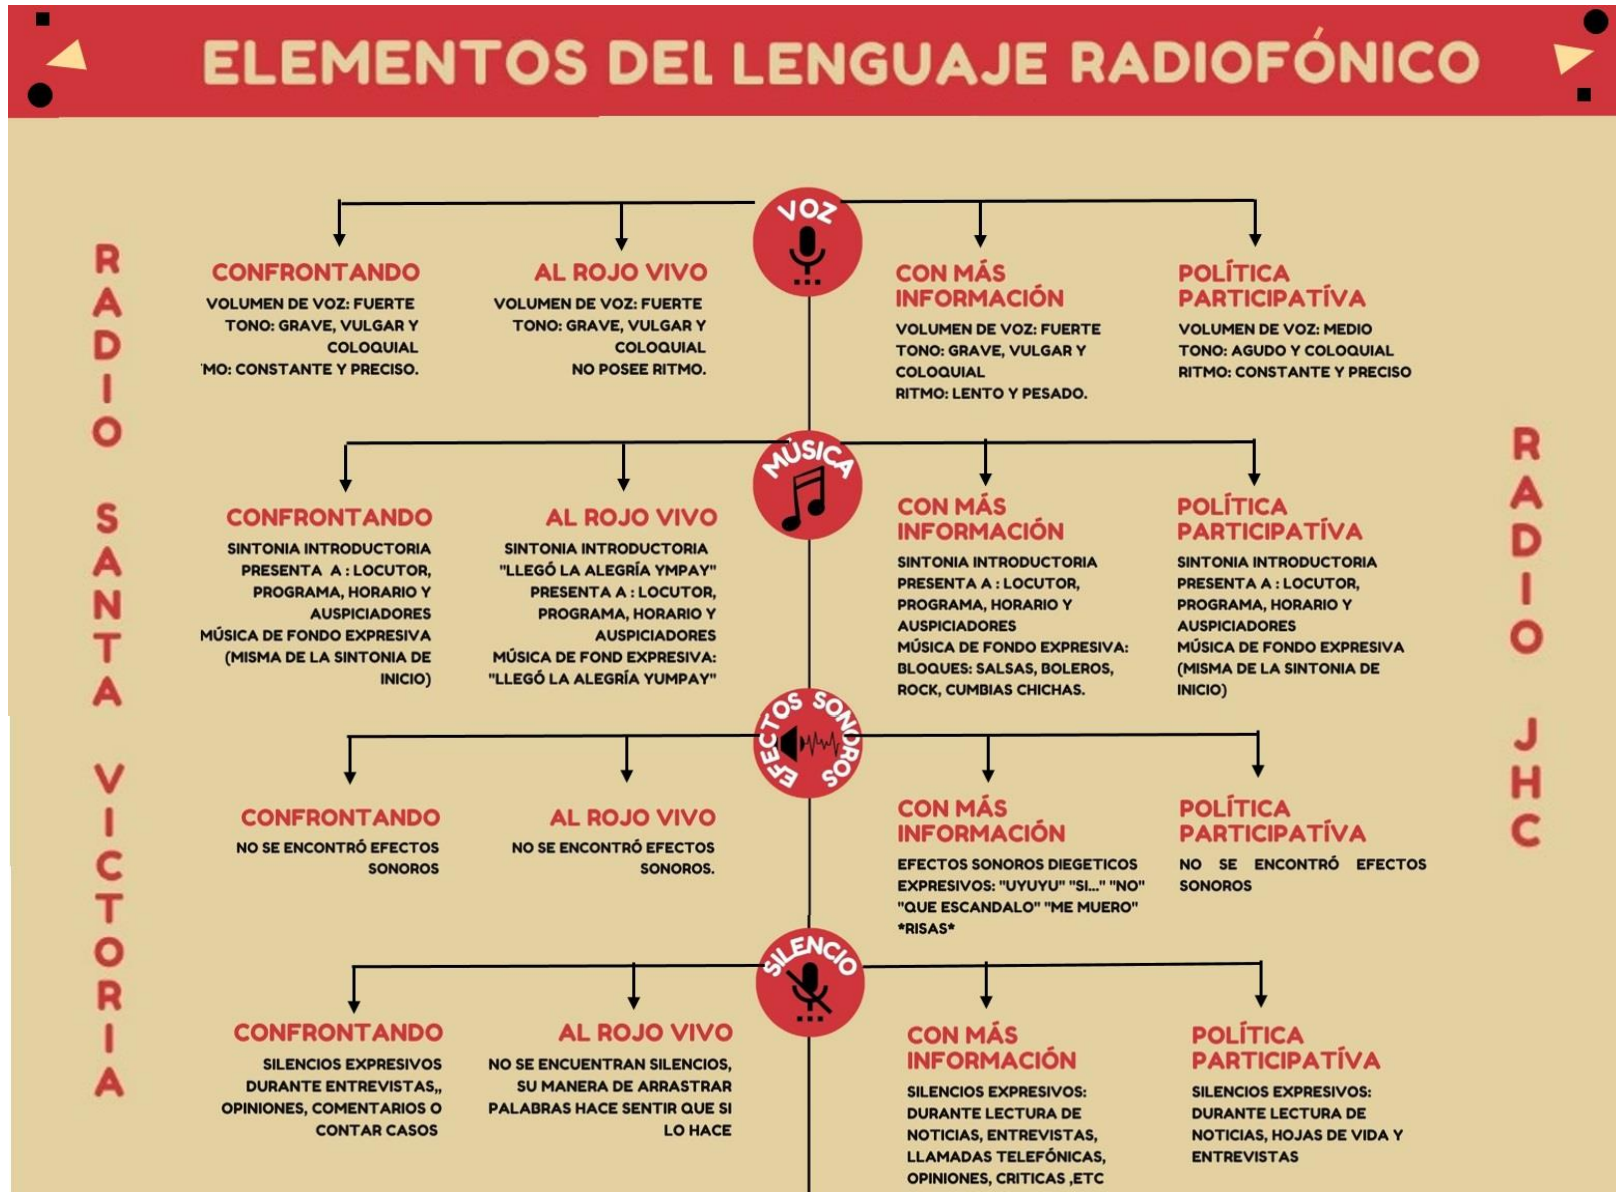 ELEMENTOS DEL LENGUAJE RADIOFÓNICO
RADIO SANTA VICTORIA
RADIO JHC
VOZ
CONFRONTANDO
VOLUMEN DE VOZ: FUERTE
TONO: GRAVE, VULGAR Y
COLOQUIAL
MO: CONSTANTE Y PRECISO.
AL ROJO VIVO
VOLUMEN DE VOZ: FUERTE
TONO: GRAVE, VULGAR Y
COLOQUIAL
NO POSEE RITMO.
CON MÁS
INFORMACIÓN
VOLUMEN DE VOZ: FUERTE
TONO: GRAVE, VULGAR Y
COLOQUIAL
RITMO: LENTO Y PESADO.
POLÍTICA
PARTICIPATÍVA
VOLUMEN DE VOZ: MEDIO
TONO: AGUDO Y COLOQUIAL
RITMO: CONSTANTE Y PRECISO
MÚSICA
CONFRONTANDO
SINTONIA INTRODUCTORIA
PRESENTA A : LOCUTOR,
PROGRAMA, HORARIO Y
AUSPICIADORES
MÚSICA DE FONDO EXPRESIVA
(MISMA DE LA SINTONIA DE
INICIO)
AL ROJO VIVO
SINTONIA INTRODUCTORIA
"LLEGÓ LA ALEGRÍA YMPAY"
PRESENTA A : LOCUTOR,
PROGRAMA, HORARIO Y
AUSPICIADORES
MÚSICA DE FOND EXPRESIVA:
"LLEGÓ LA ALEGRÍA YUMPAY"
CON MÁS
INFORMACIÓN
SINTONIA INTRODUCTORIA
PRESENTA A : LOCUTOR,
PROGRAMA, HORARIO Y
AUSPICIADORES
MÚSICA DE FONDO EXPRESIVA:
BLOQUES: SALSAS, BOLEROS,
ROCK, CUMBIAS CHICHAS.
POLÍTICA
PARTICIPATÍVA
SINTONIA INTRODUCTORIA
PRESENTA A : LOCUTOR,
PROGRAMA, HORARIO Y
AUSPICIADORES
MÚSICA DE FONDO EXPRESIVA
(MISMA DE LA SINTONIA DE
INICIO)
EFECTOS SONOROS
CONFRONTANDO
NO SE ENCONTRÓ EFECTOS
SONOROS
AL ROJO VIVO
NO SE ENCONTRÓ EFECTOS
SONOROS.
CON MÁS
INFORMACIÓN
EFECTOS SONOROS DIEGETICOS
EXPRESIVOS: "UYUYU" "SI..." "NO"
"QUE ESCANDALO" "ME MUERO"
*RISAS*
POLÍTICA
PARTICIPATÍVA
NO SE ENCONTRÓ EFECTOS
SONOROS
SILENCIO
CONFRONTANDO
SILENCIOS EXPRESIVOS
DURANTE ENTREVISTAS,,
OPINIONES, COMENTARIOS O
CONTAR CASOS
AL ROJO VIVO
NO SE ENCUENTRAN SILENCIOS,
SU MANERA DE ARRASTRAR
PALABRAS HACE SENTIR QUE SI
LO HACE
CON MÁS
INFORMACIÓN
SILENCIOS EXPRESIVOS:
DURANTE LECTURA DE
NOTICIAS, ENTREVISTAS,
LLAMADAS TELEFÓNICAS,
OPINIONES, CRITICAS ,ETC
POLÍTICA
PARTICIPATÍVA
SILENCIOS EXPRESIVOS:
DURANTE LECTURA DE
NOTICIAS, HOJAS DE VIDA Y
ENTREVISTAS